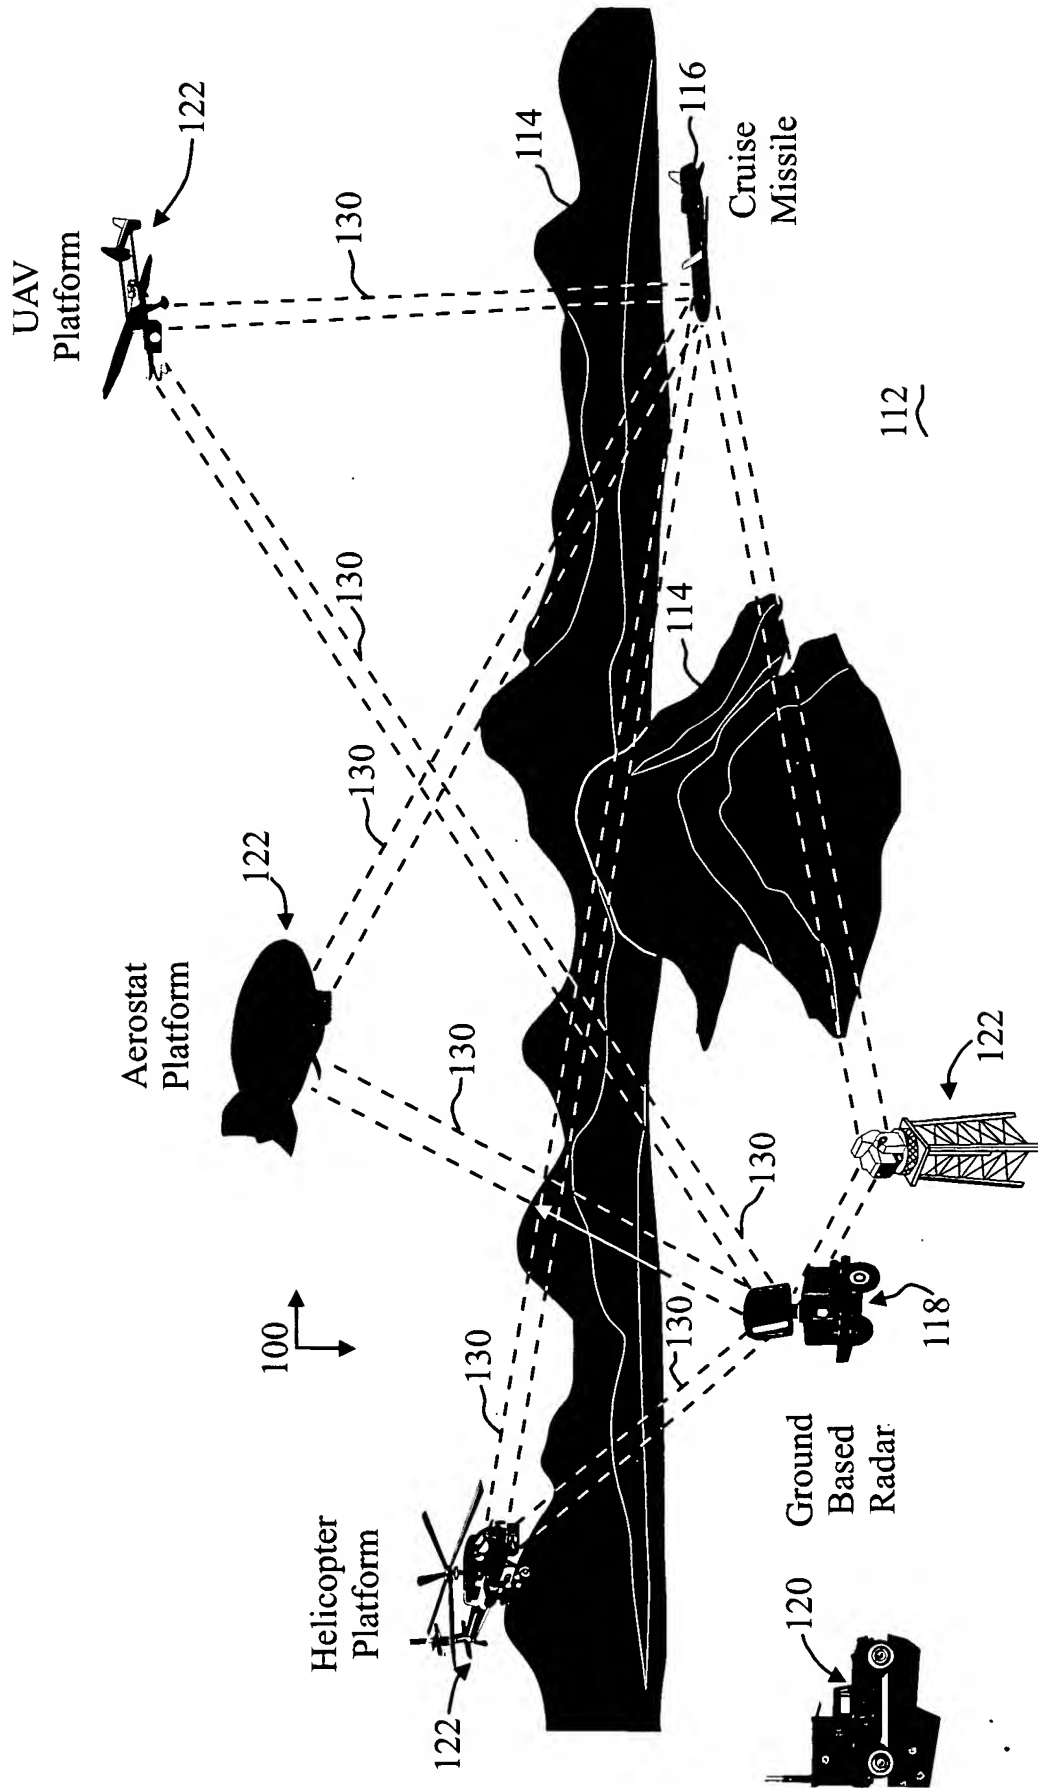 UAV
Platform
122
130
114
116
Cruise
Missile
112
130
114
130
Aerostat
Platform
122
130
122
130
118
130
100
130
Ground
Based
Radar
Helicopter
Platform
122
120